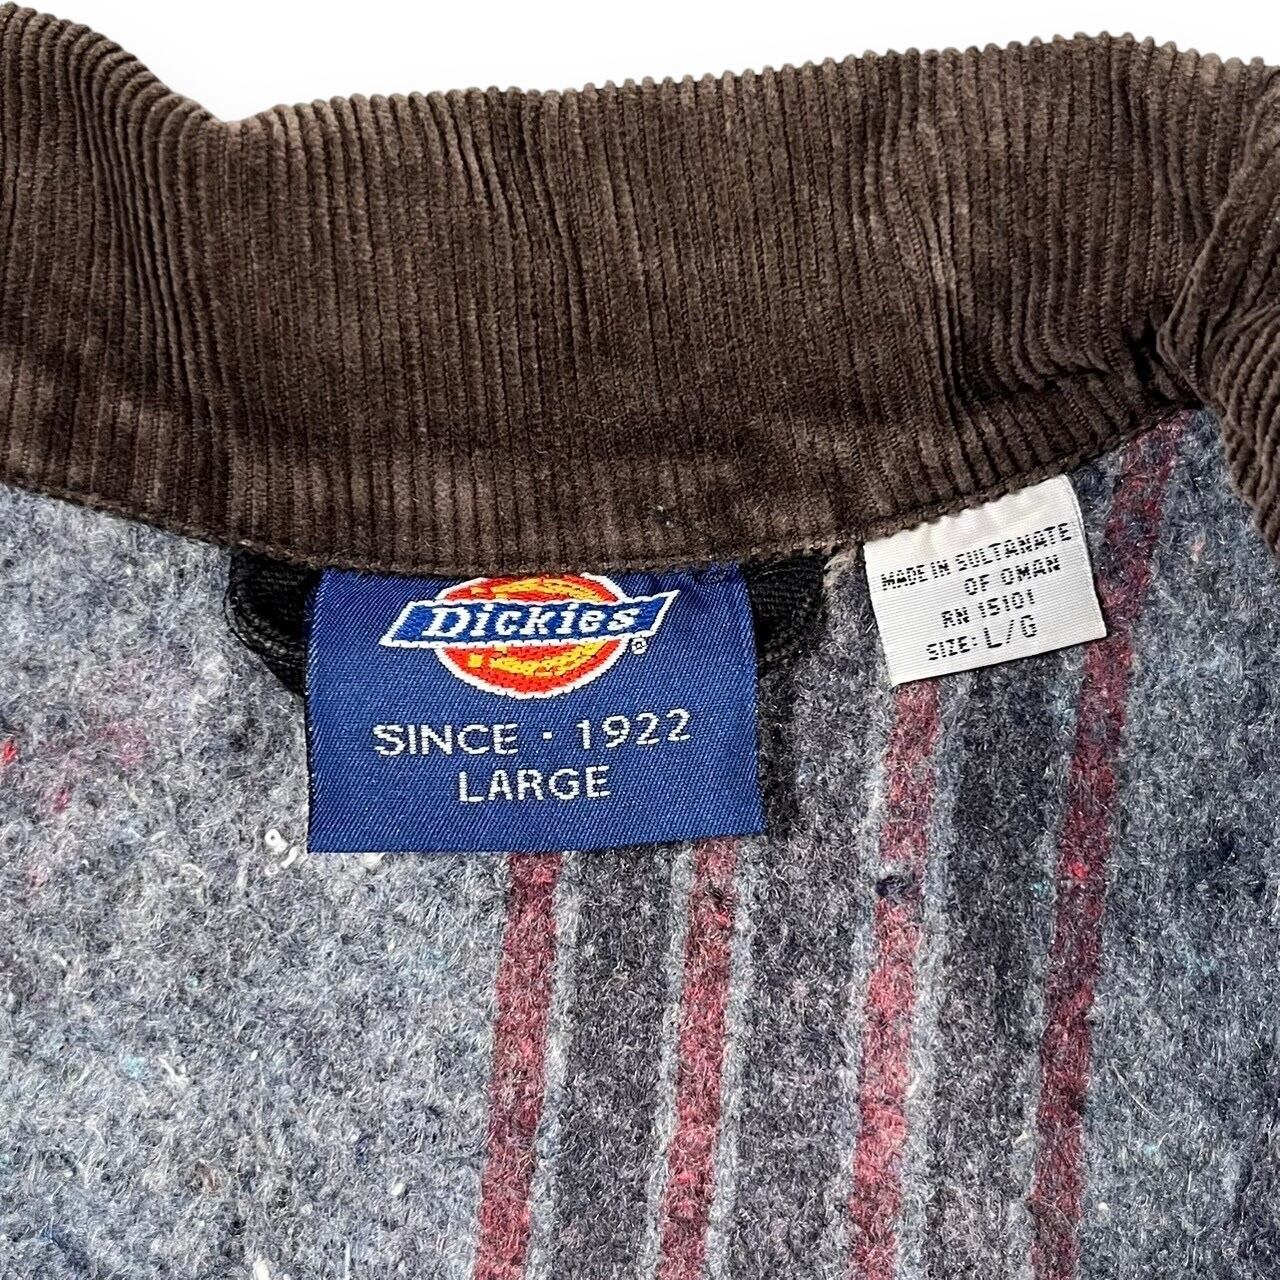 Dickies®
SINCE · 1922
LARGE
MADE IN SULTANATE
OF OMAN
RN 15101
SIZE: L/G